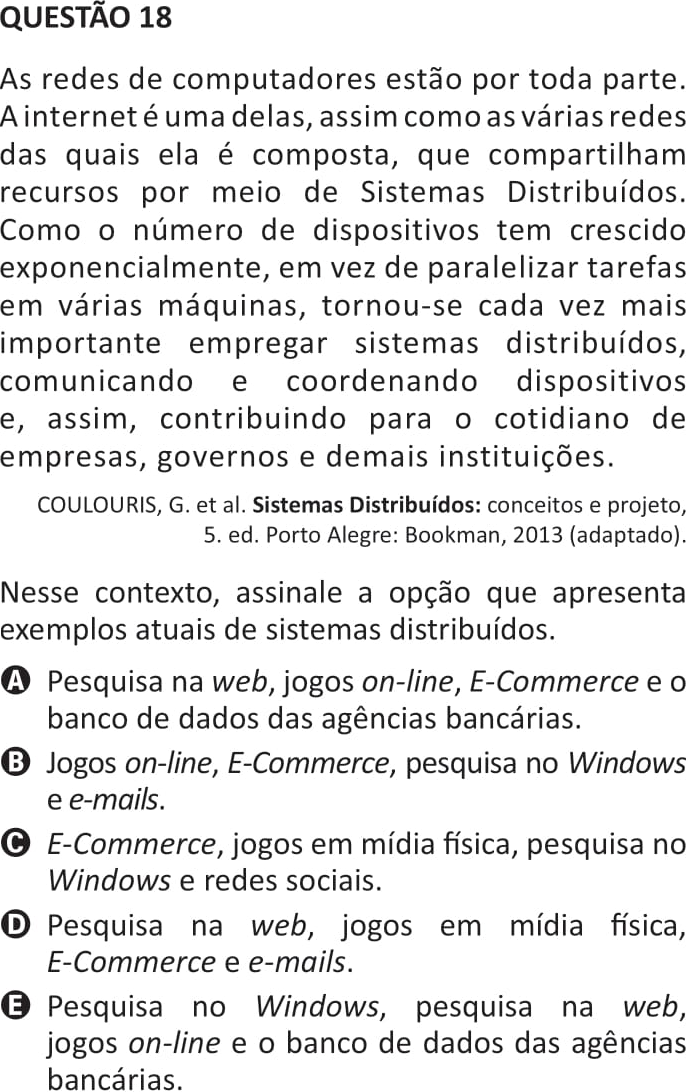 QUESTÃO 18
As redes de computadores estão por toda parte.
A internet é uma delas, assim como as várias redes
das quais ela é composta, que compartilham
recursos por meio de Sistemas Distribuídos.
Como o número de dispositivos tem crescido
exponencialmente, em vez de paralelizar tarefas
em várias máquinas, tornou-se cada vez mais
importante empregar sistemas distribuídos,
comunicando e coordenando dispositivos
e, assim, contribuindo para o cotidiano de
empresas, governos e demais instituições.
COULOURIS, G. et al. Sistemas Distribuídos: conceitos e projeto,
5. ed. Porto Alegre: Bookman, 2013 (adaptado).
Nesse contexto, assinale a opção que apresenta
exemplos atuais de sistemas distribuídos.
A Pesquisa na web, jogos on-line, E-Commerce e o
banco de dados das agências bancárias.
B Jogos on-line, E-Commerce, pesquisa no Windows
e e-mails.
C E-Commerce, jogos em mídia física, pesquisa no
Windows e redes sociais.
D Pesquisa na web, jogos em mídia física,
E-Commerce e e-mails.
E Pesquisa no Windows, pesquisa na web,
jogos on-line e o banco de dados das agências
bancárias.